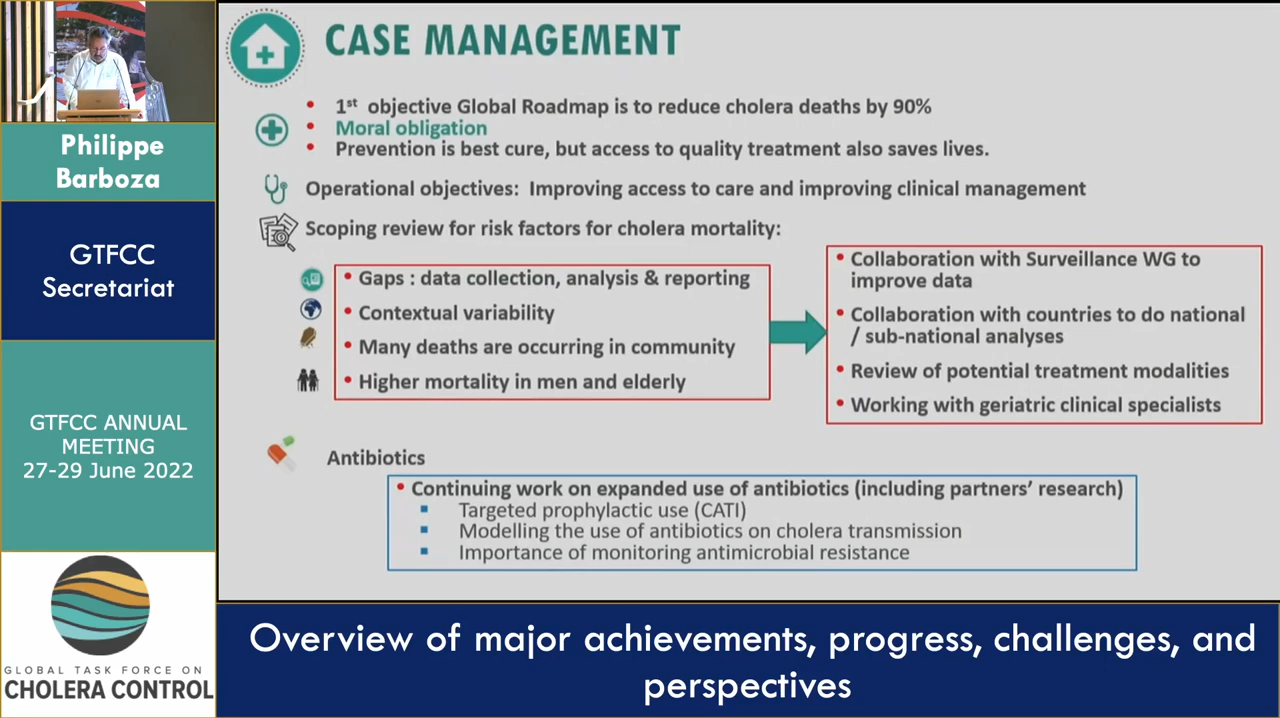 CASE MANAGEMENT
1st objective Global Roadmap is to reduce cholera deaths by 90%
Moral obligation
Prevention is best cure, but access to quality treatment also saves lives.
Operational objectives: Improving access to care and improving clinical management
Scoping review for risk factors for cholera mortality:
Gaps : data collection, analysis & reporting
Contextual variability
Many deaths are occurring in community
Higher mortality in men and elderly
Collaboration with Surveillance WG to
improve data
Collaboration with countries to do national
/ sub-national analyses
Review of potential treatment modalities
Working with geriatric clinical specialists
Antibiotics
Continuing work on expanded use of antibiotics (including partners' research)
Targeted prophylactic use (CATI)
Modelling the use of antibiotics on cholera transmission
Importance of monitoring antimicrobial resistance
Philippe
Barboza
GTFCC
Secretariat
GTFCC ANNUAL
MEETING
27-29 June 2022
GLOBAL TASK FORCE ON
CHOLERA CONTROL
Overview of major achievements, progress, challenges, and
perspectives